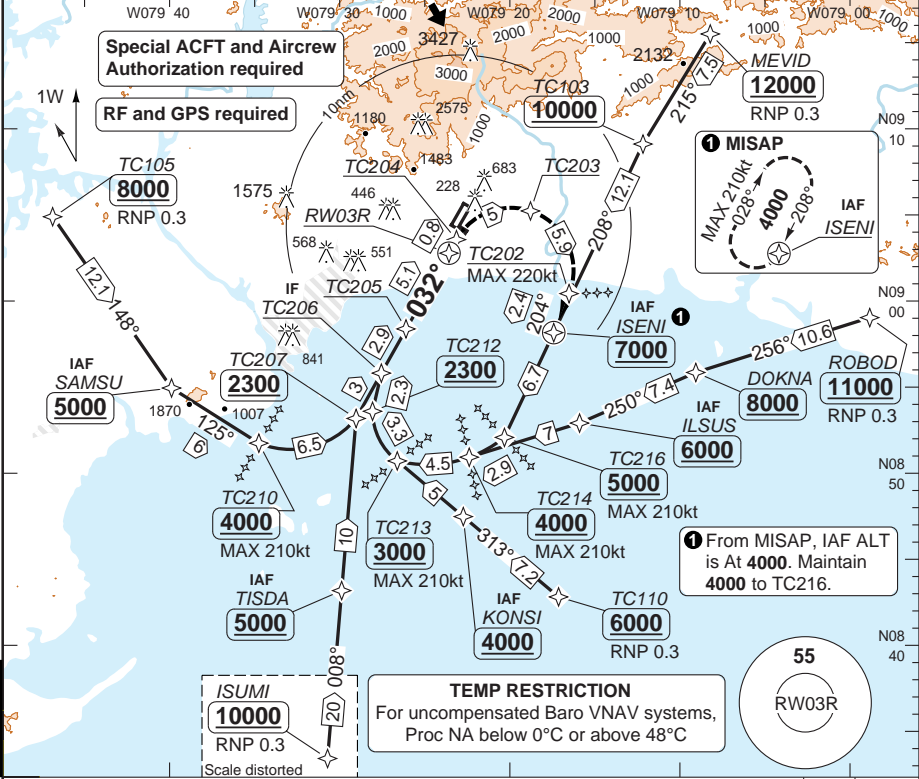 W079 40
W079 30
W079 20
W079 10
W079 00
1000
1000
1000
1000
2000
2000
3427
2000
2000
1000
3000
2132
1000
Special ACFT and Aircrew
Authorization required
RF and GPS required
1W
10nm
1180
2575
1000
1483
MEVID
12000
RNP 0.3
215°
7.5
TC103
10000
N09
10
12.1
208°
1 MISAP
MAX 210kt
028°
4000
208°
IAF
ISENI
TC105
8000
RNP 0.3
1575
TC204
446
228
683
TC203
RW03R
0.8
5
5.9
568
551
TC202
MAX 220kt
5.1
032°
TC205
IF
TC206
2.9
2.4
204°
IAF
ISENI 1
7000
N09
00
12.1
148°
841
TC207
2300
3
2.3
TC212
2300
6.7
256°
10.6
ROBOD
11000
RNP 0.3
250°
7.4
DOKNA
8000
IAF
SAMSU
5000
1870
1007
125°
6
6.5
3.3
4.5
2.9
7
IAF
ILSUS
6000
TC216
5000
MAX 210kt
N08
50
TC210
4000
MAX 210kt
10
TC213
3000
MAX 210kt
5
TC214
4000
MAX 210kt
313°
7.2
1 From MISAP, IAF ALT
is At 4000. Maintain
4000 to TC216.
IAF
TISDA
5000
IAF
KONSI
4000
TC110
6000
RNP 0.3
N08
40
008°
20
ISUMI
10000
RNP 0.3
Scale distorted
TEMP RESTRICTION
For uncompensated Baro VNAV systems,
Proc NA below 0°C or above 48°C
55
RW03R